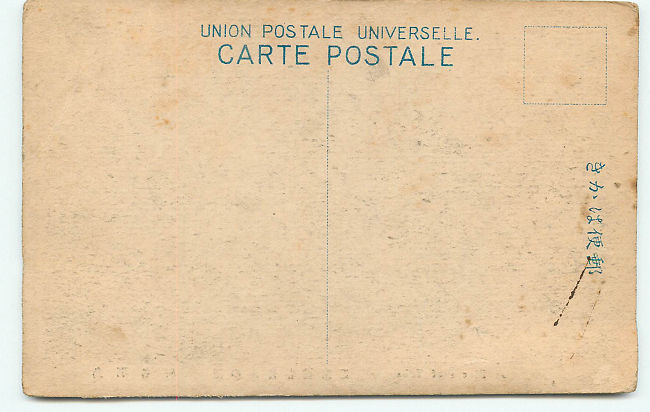 UNION POSTALE UNIVERSELLE.
CARTE POSTALE
きかは便郵